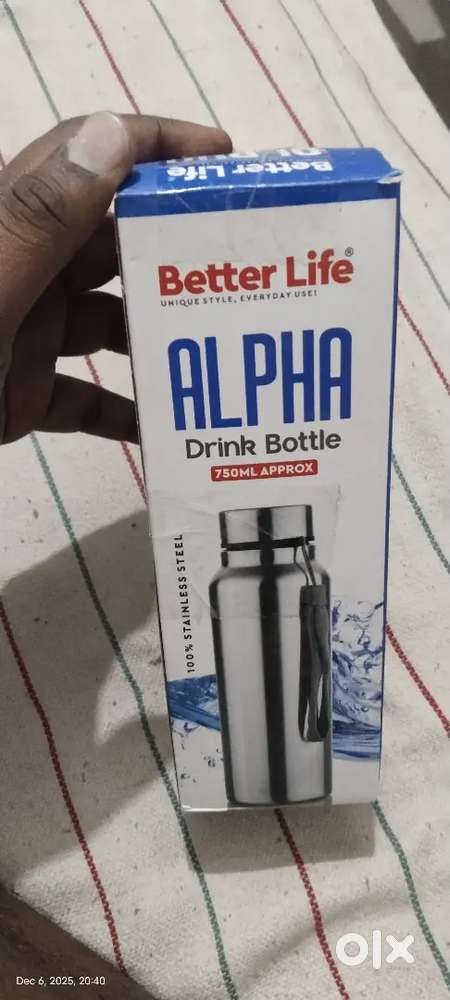 Better Life
Better Life®
UNIQUE STYLE, EVERYDAY USE!
ALPHA
Drink Bottle
750ML APPROX
100% STAINLESS STEEL
Dec 6, 2025, 20:40
olx